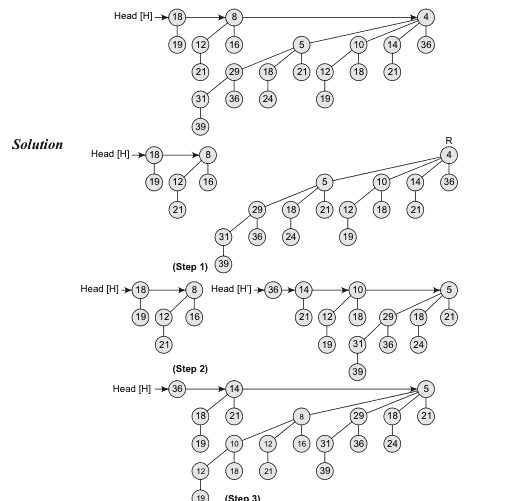 Head [H] 18 8 4
19 12 16 5 10 14 36
21 29 18 21 12 18 21
31 36 24 19
39
Solution
R
Head [H] 18 8 4
19 12 16 5 10 14 36
21 29 18 21 12 18 21
31 36 24 19
(Step 1) 39
Head [H] 18 8 Head [H'] 36 14 10 5
19 12 16 21 12 18 29 18 21
21 19 31 36 24
(Step 2) 39
Head [H] 36 14 5
18 21 8 29 18 21
19 10 12 16 31 36 24
12 18 21 39
19 (Step 3)